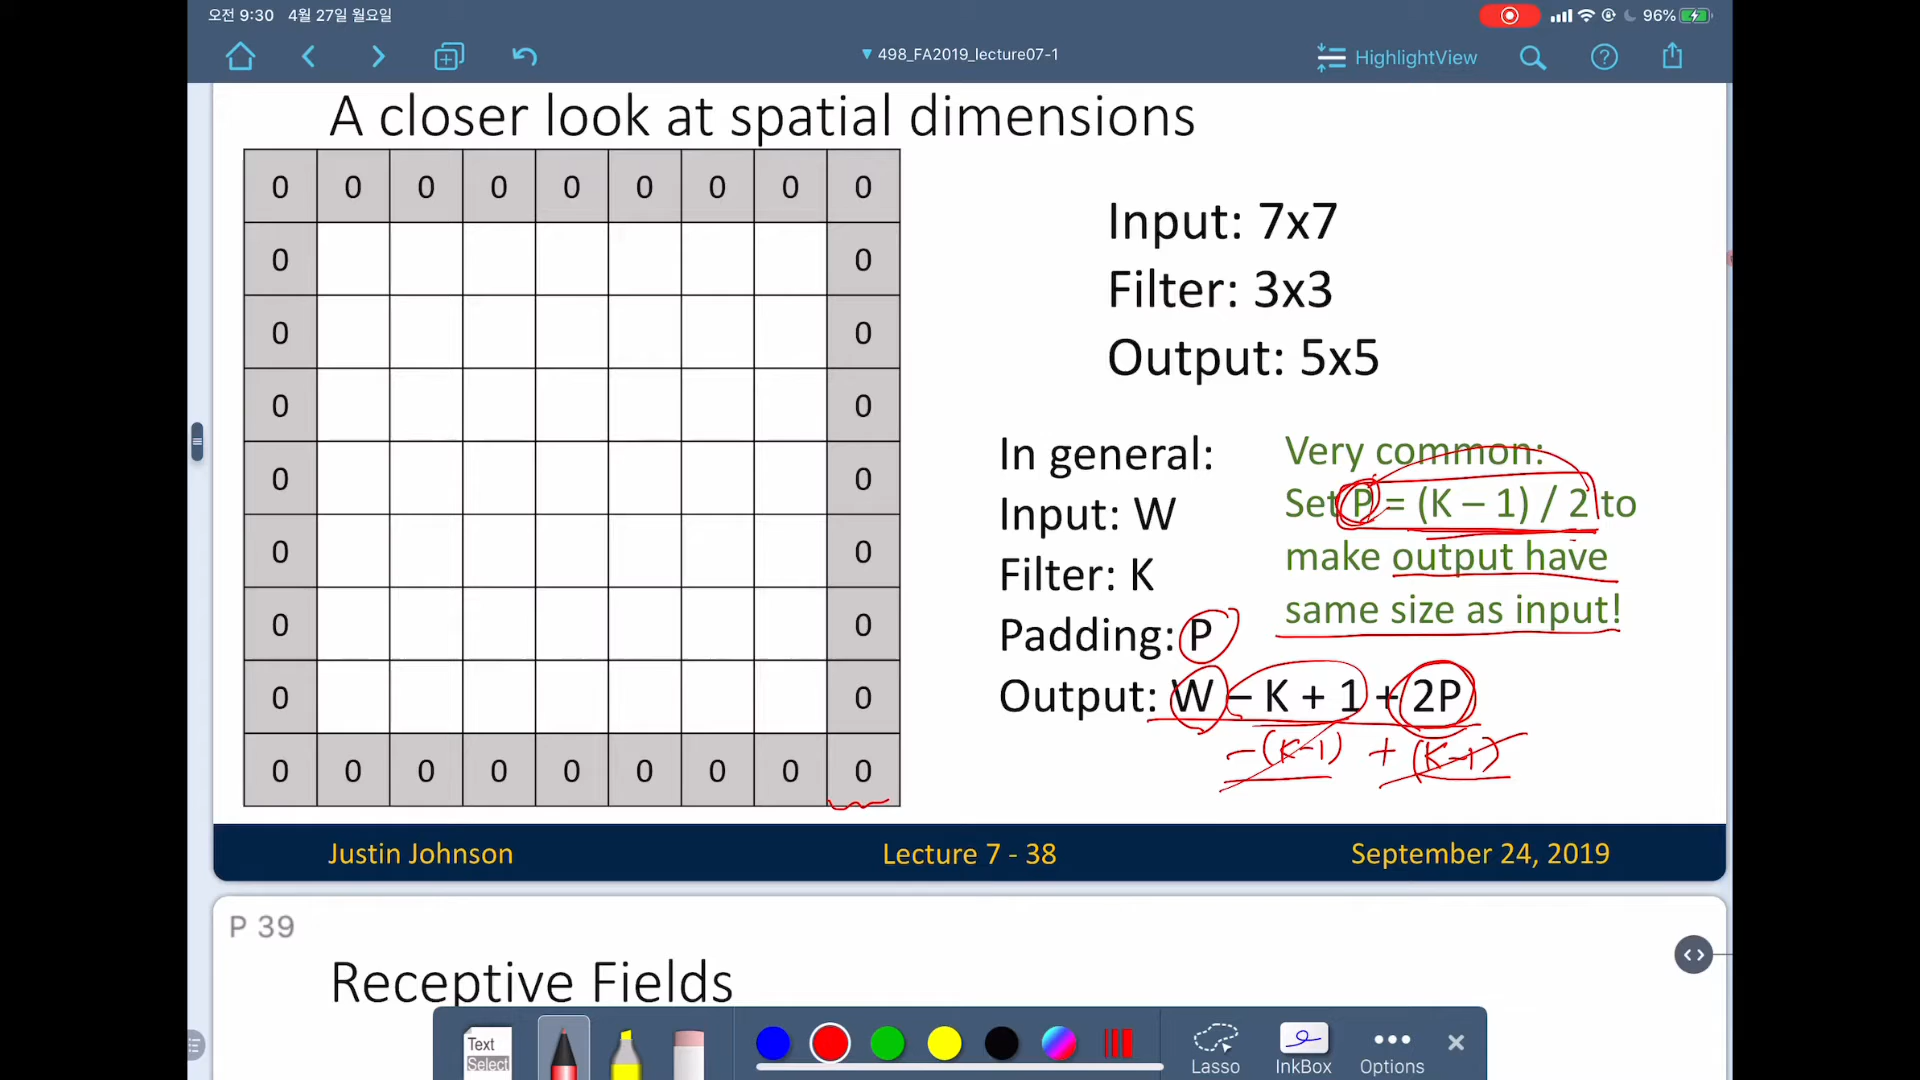 오전 9:30 4월 27일 월요일
96%
498_FA2019_lecture07-1
HighlightView
A closer look at spatial dimensions
0 0 0 0 0 0 0 0 0
0 0
0 0
0 0
0 0
0 0
0 0
0 0
0 0 0 0 0 0 0 0 0
Input: 7x7
Filter: 3x3
Output: 5x5
In general:
Input: W
Filter: K
Padding: P
Output: W – K + 1 + 2P
-(K-1) + (K-1)
Very common:
Set P = (K – 1) / 2 to
make output have
same size as input!
Justin Johnson
Lecture 7 - 38
September 24, 2019
P 39
Receptive Fields
Text
Select
Lasso
InkBox
Options